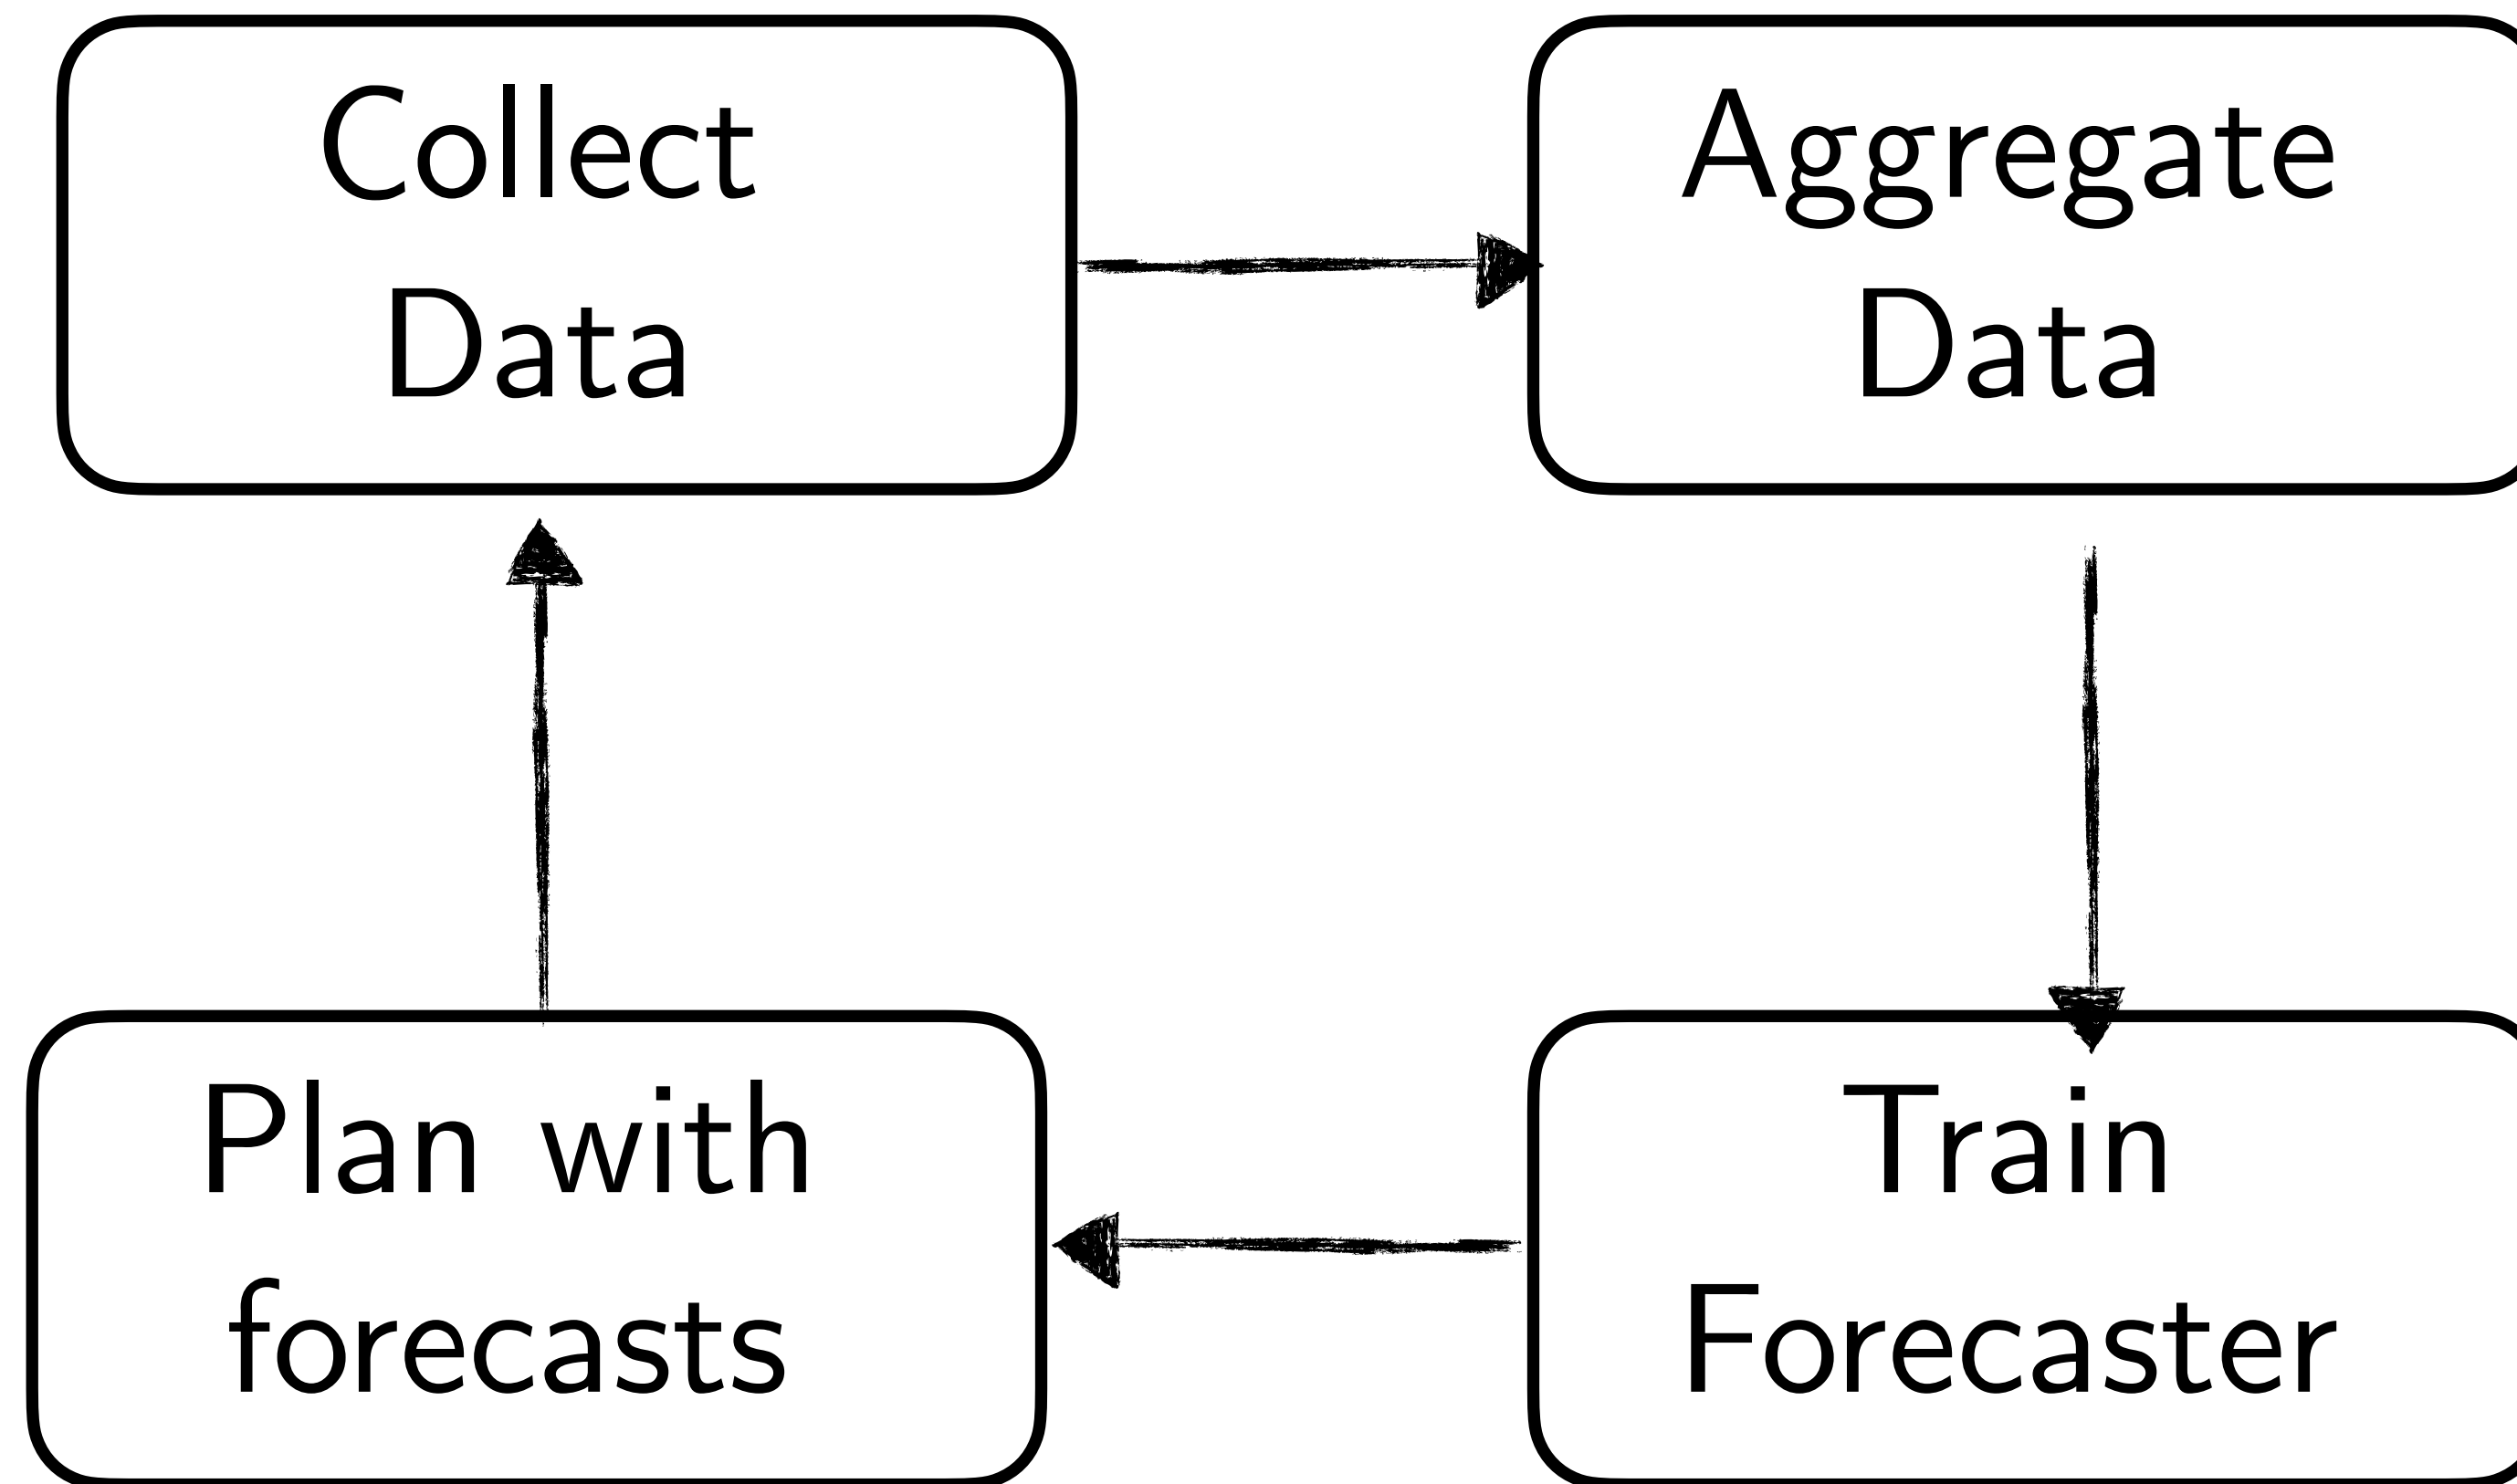 Collect
Data
Aggregate
Data
Plan with
forecasts
Train
Forecaster